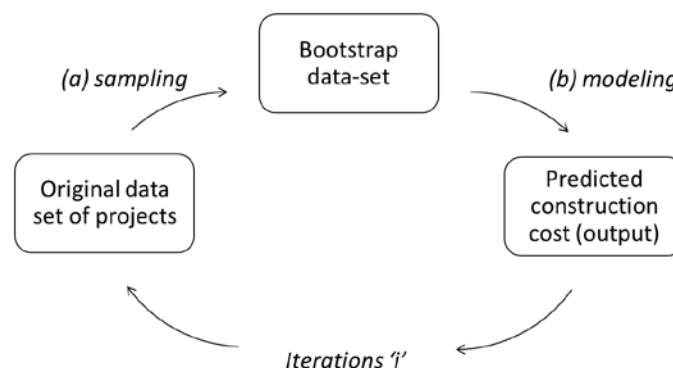 Bootstrap
data-set
(a) sampling
(b) modeling
Original data
set of projects
Predicted
construction
cost (output)
Iterations ‘i’